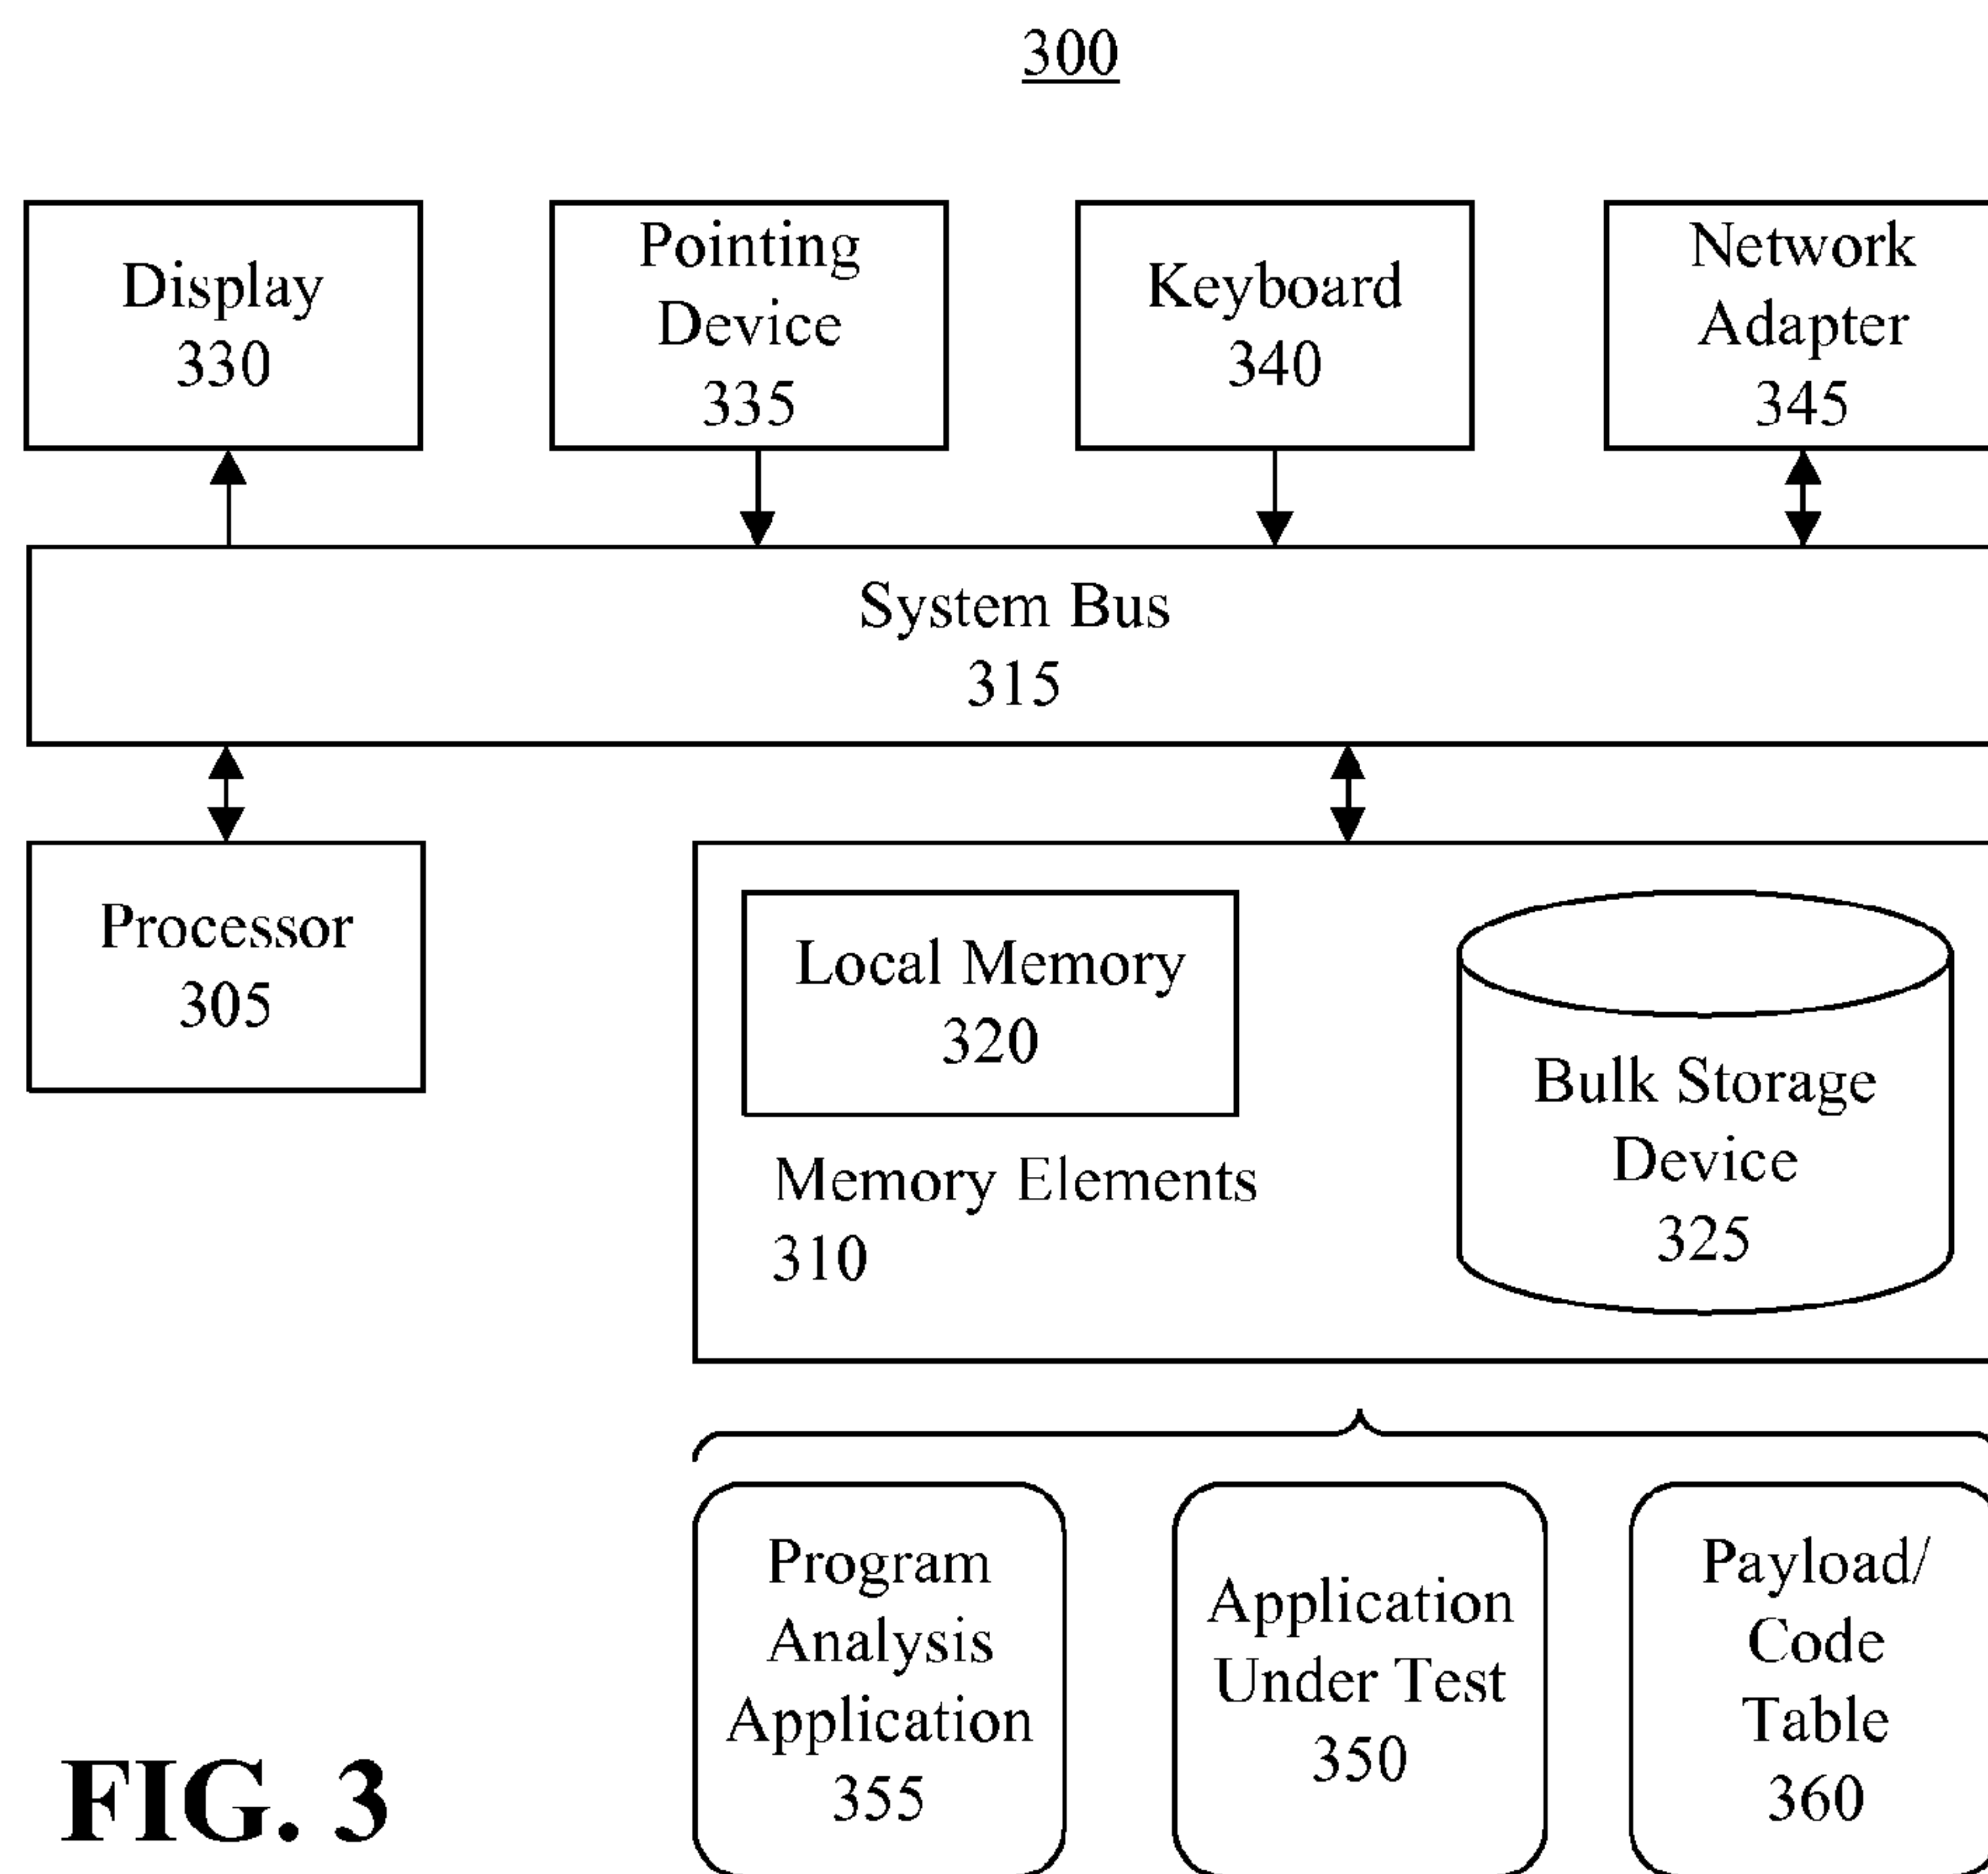 300
Display
330
Pointing
Device
335
Keyboard
340
Network
Adapter
345
System Bus
315
Processor
305
Local Memory
320
Memory Elements
310
Bulk Storage
Device
325
Program
Analysis
Application
355
Application
Under Test
350
Payload/
Code
Table
360
FIG. 3